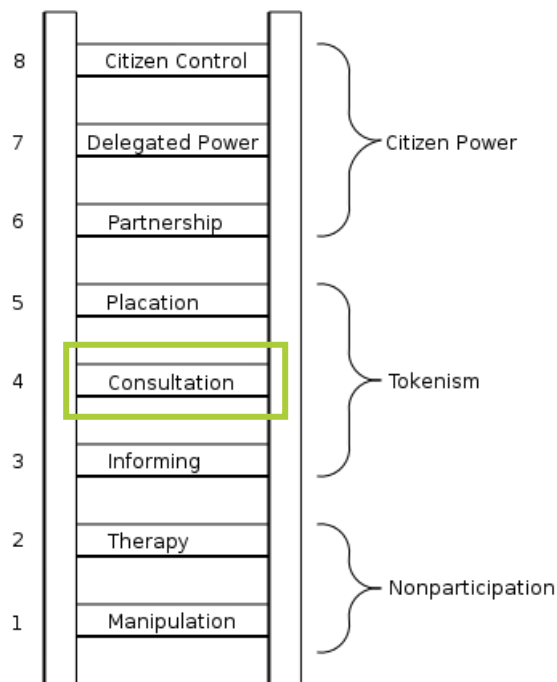 8 Citizen Control
7 Delegated Power
Citizen Power
6 Partnership
5 Placation
4 Consultation
Tokenism
3 Informing
2 Therapy
Nonparticipation
1 Manipulation